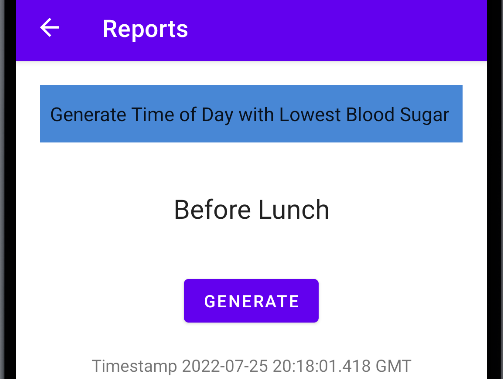 Reports
Generate Time of Day with Lowest Blood Sugar
Before Lunch
GENERATE
Timestamp 2022-07-25 20:18:01.418 GMT